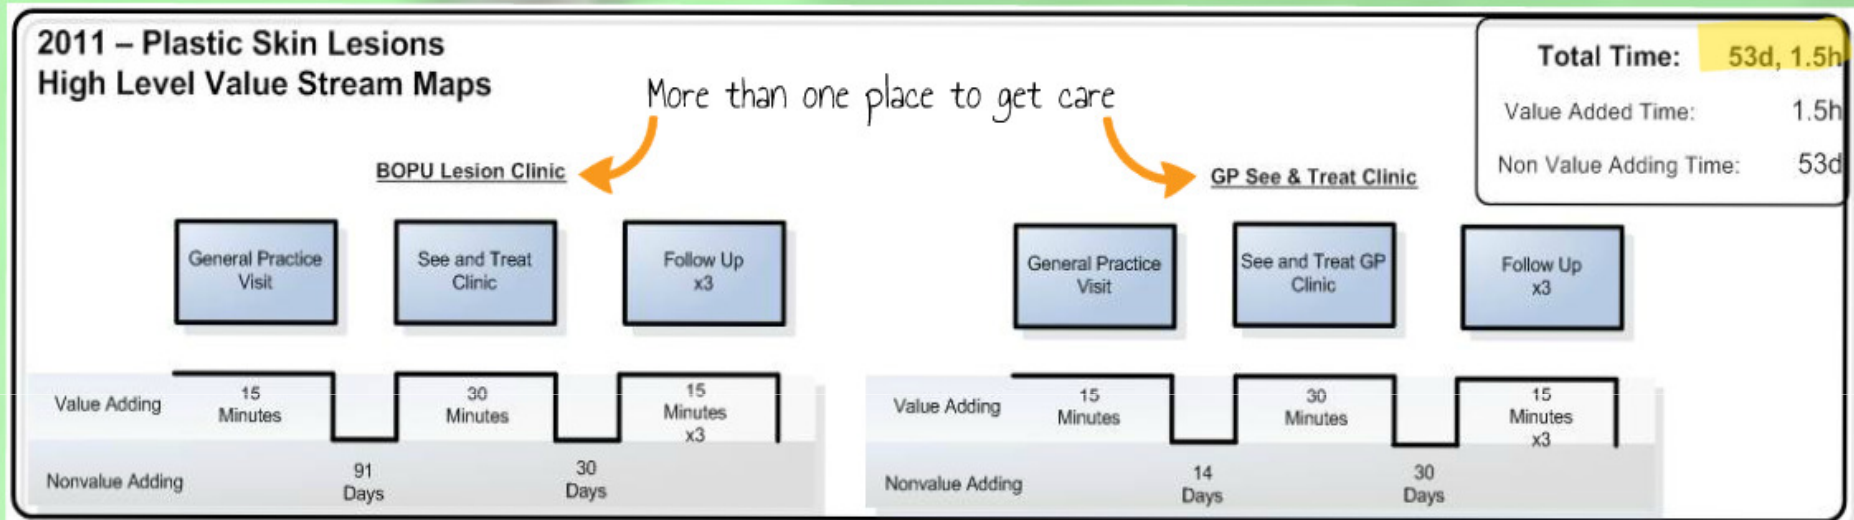 2011 – Plastic Skin Lesions
High Level Value Stream Maps
More than one place to get care
Total Time: 53d, 1.5h
Value Added Time: 1.5h
Non Value Adding Time: 53d
BOPU Lesion Clinic
General Practice
Visit
See and Treat
Clinic
Follow Up
x3
Value Adding
15
Minutes
30
Minutes
15
Minutes
x3
Nonvalue Adding
91
Days
30
Days
GP See & Treat Clinic
General Practice
Visit
See and Treat GP
Clinic
Follow Up
x3
Value Adding
15
Minutes
30
Minutes
15
Minutes
x3
Nonvalue Adding
14
Days
30
Days